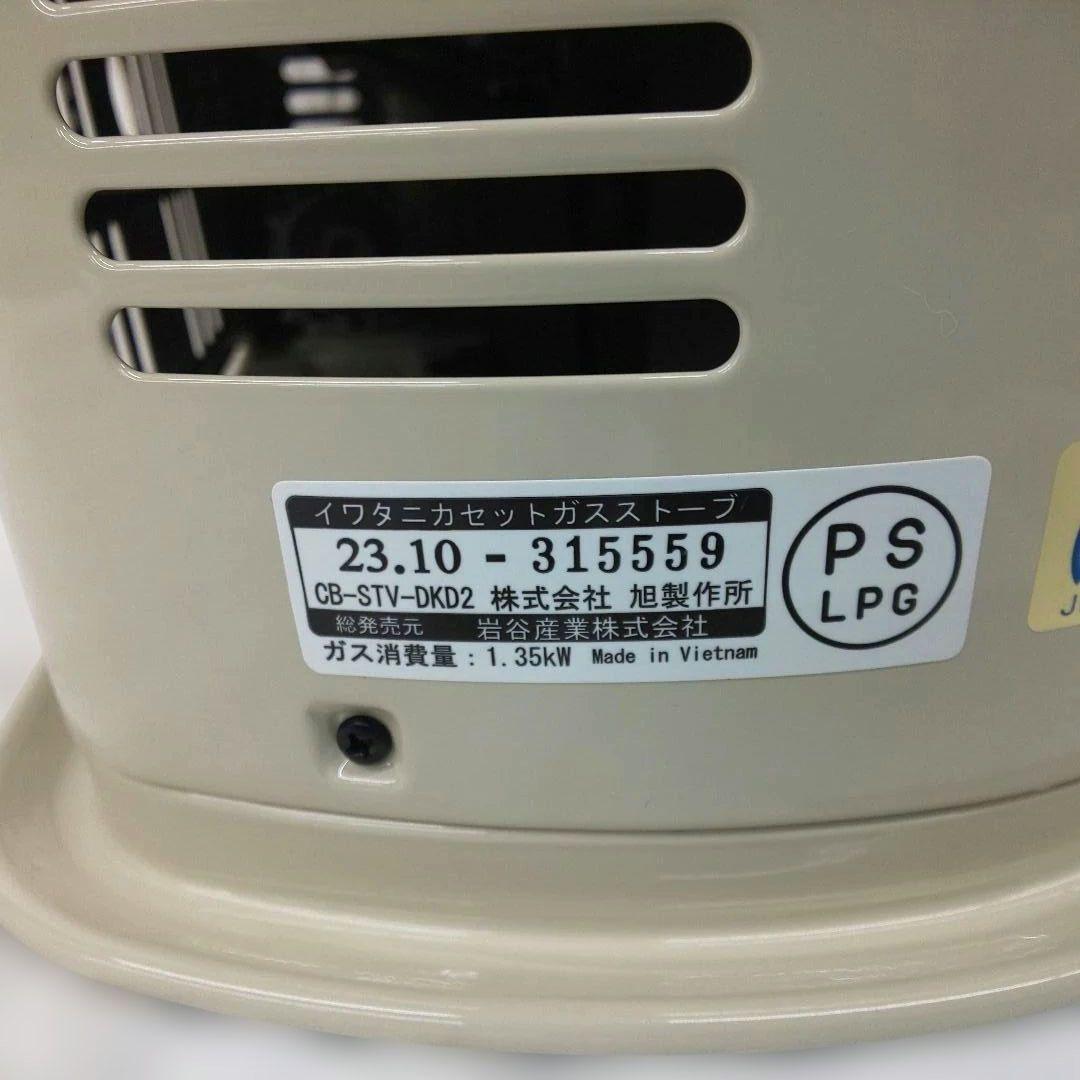 イワタニカセットガスストーブ
23.10 - 315559
CB-STV-DKD2 株式会社 旭製作所
総発売元 岩谷産業株式会社
ガス消費量：1.35kW Made in Vietnam
PS
LPG